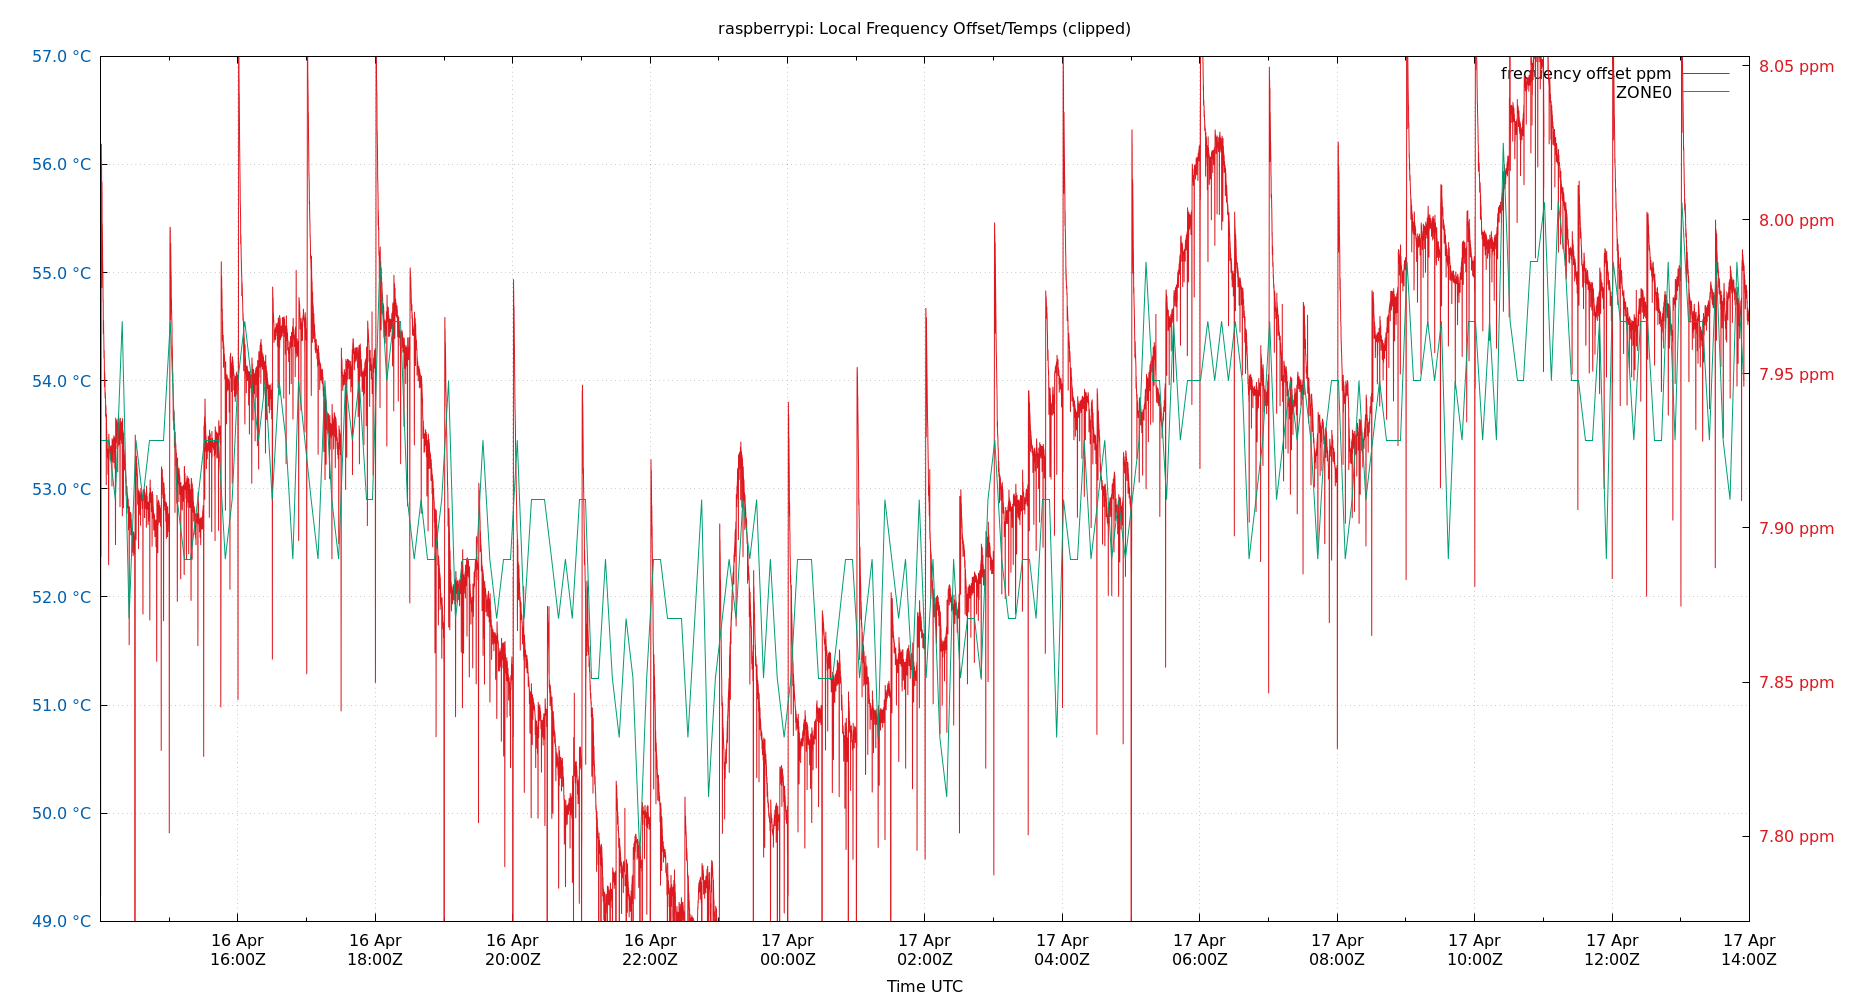 raspberrypi: Local Frequency Offset/Temps (clipped)
57.0 °C
56.0 °C
55.0 °C
54.0 °C
53.0 °C
52.0 °C
51.0 °C
50.0 °C
49.0 °C
frequency offset ppm
ZONE0
8.05 ppm
8.00 ppm
7.95 ppm
7.90 ppm
7.85 ppm
7.80 ppm
16 Apr 16 Apr 16 Apr 16 Apr 17 Apr 17 Apr 17 Apr 17 Apr 17 Apr 17 Apr 17 Apr 17 Apr
16:00Z 18:00Z 20:00Z 22:00Z 00:00Z 02:00Z 04:00Z 06:00Z 08:00Z 10:00Z 12:00Z 14:00Z
Time UTC